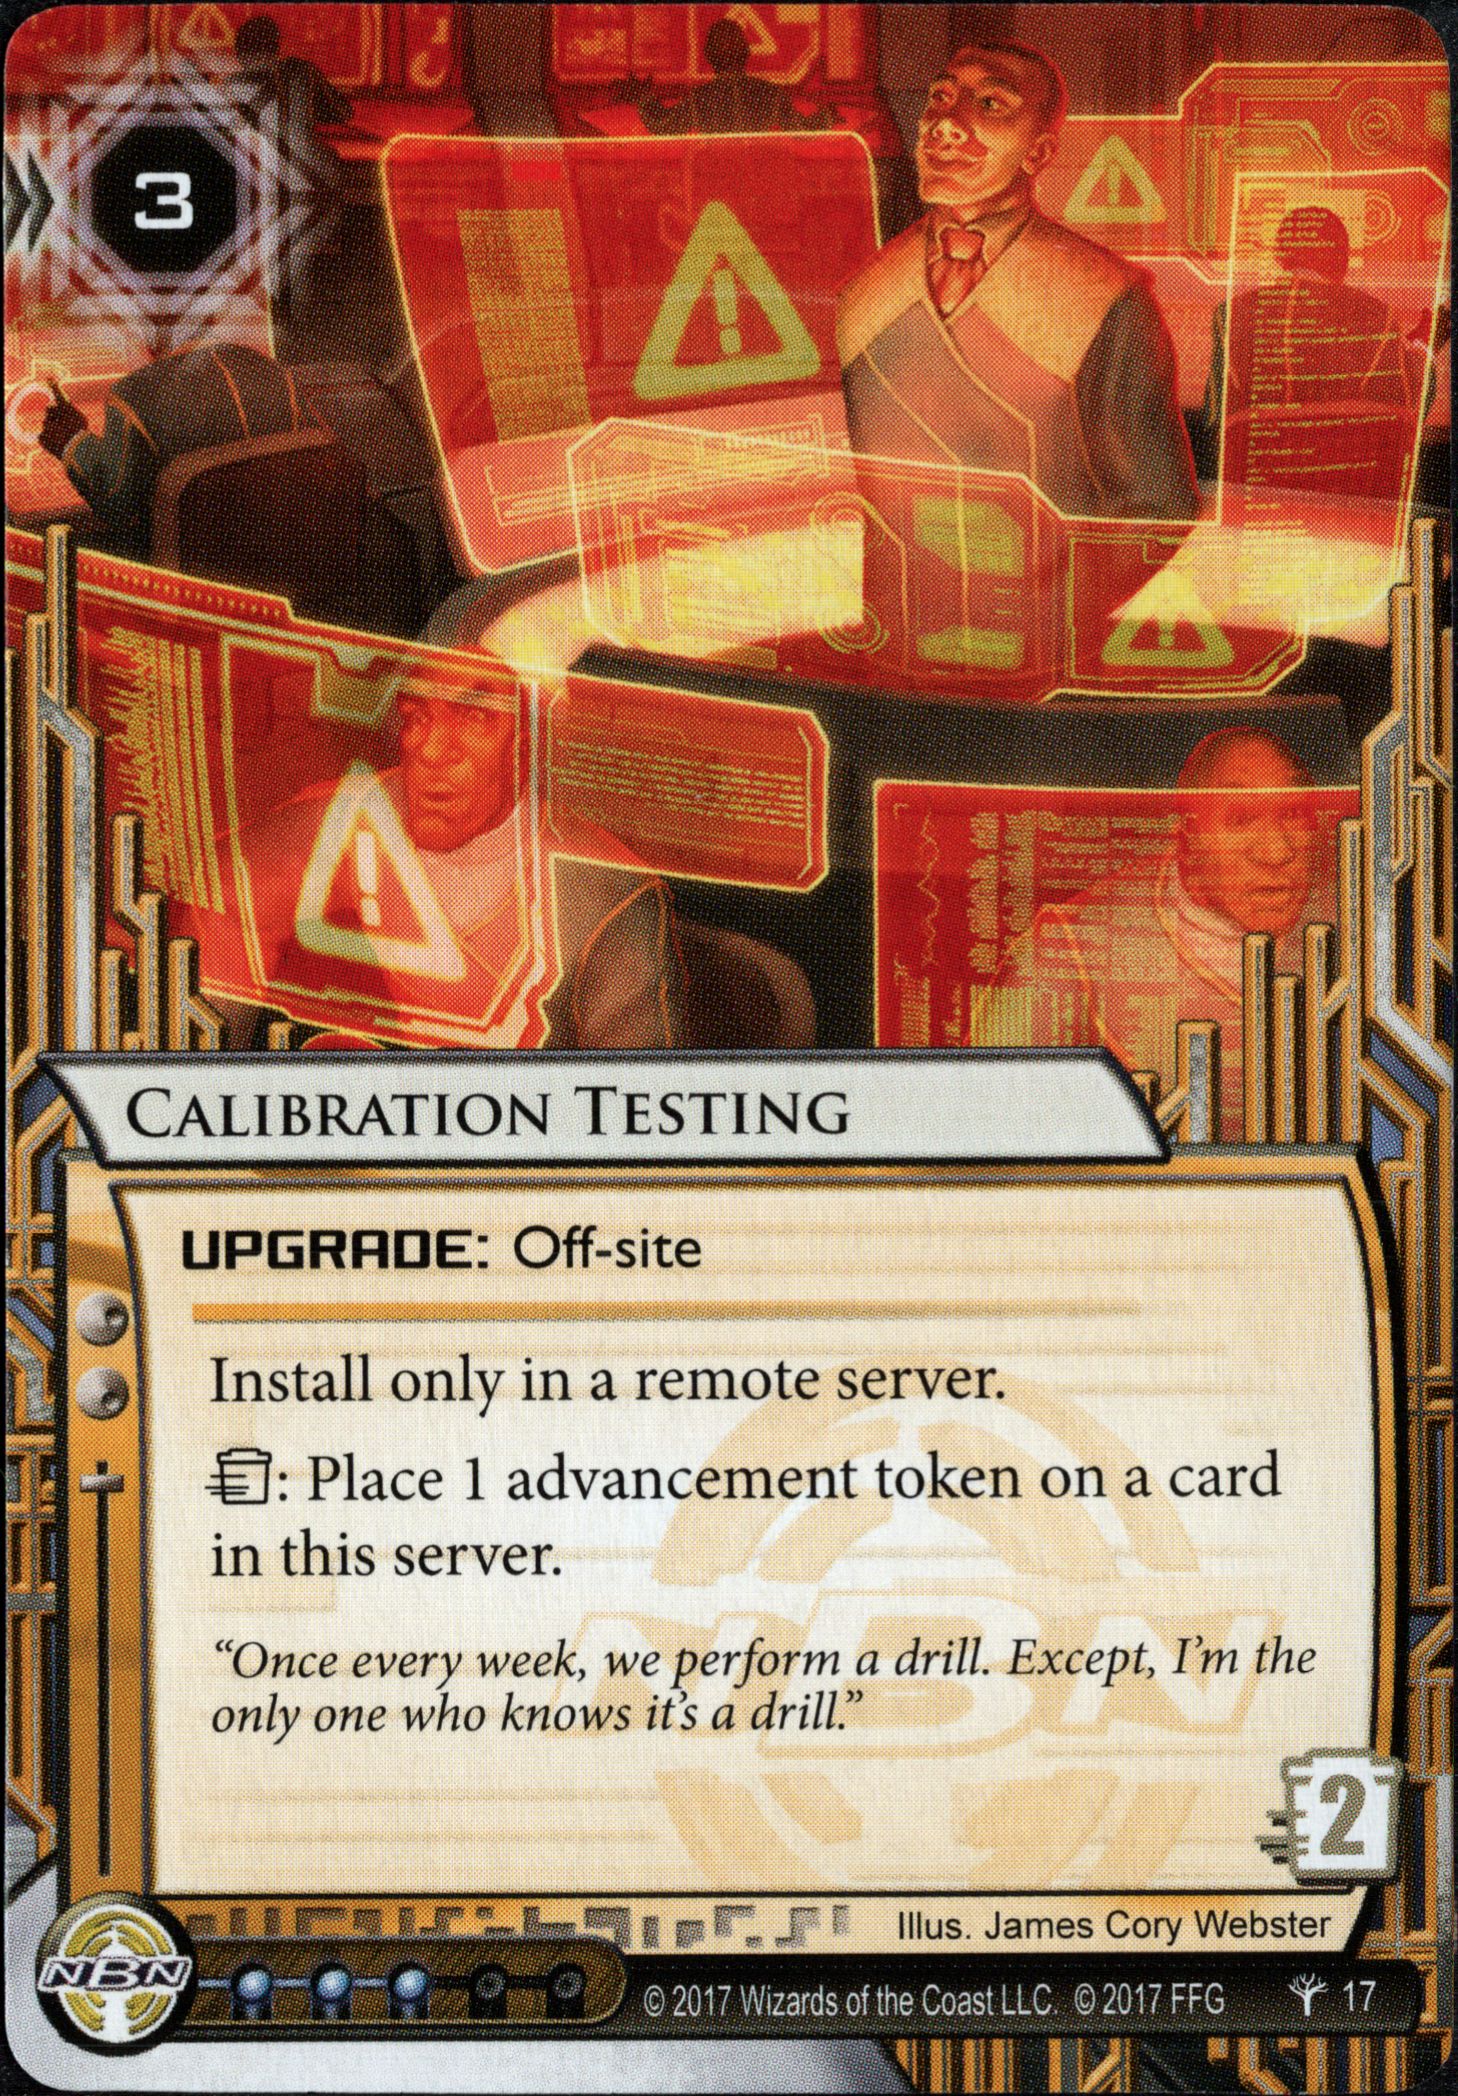 3
CALIBRATION TESTING
UPGRADE: Off-site
Install only in a remote server.
: Place 1 advancement token on a card
in this server.
“Once every week, we perform a drill. Except, I’m the
only one who knows it’s a drill.”
2
Illus. James Cory Webster
NBN
© 2017 Wizards of the Coast LLC. © 2017 FFG 17